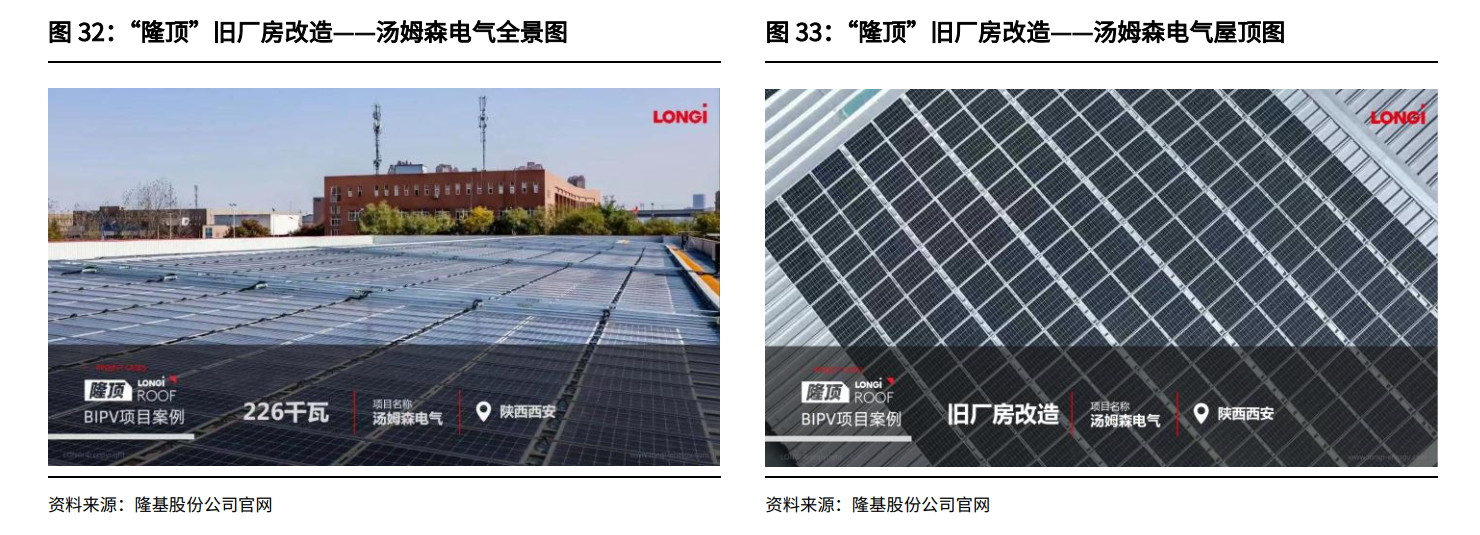 图 32：“隆顶”旧厂房改造——汤姆森电气全景图
LONGi
隆顶
LONGi
ROOF
BIPV项目案例
226千瓦
项目名称
汤姆森电气
陕西西安
资料来源：隆基股份公司官网
图 33：“隆顶”旧厂房改造——汤姆森电气屋顶图
LONGi
隆顶
LONGi
ROOF
BIPV项目案例
旧厂房改造
项目名称
汤姆森电气
陕西西安
资料来源：隆基股份公司官网